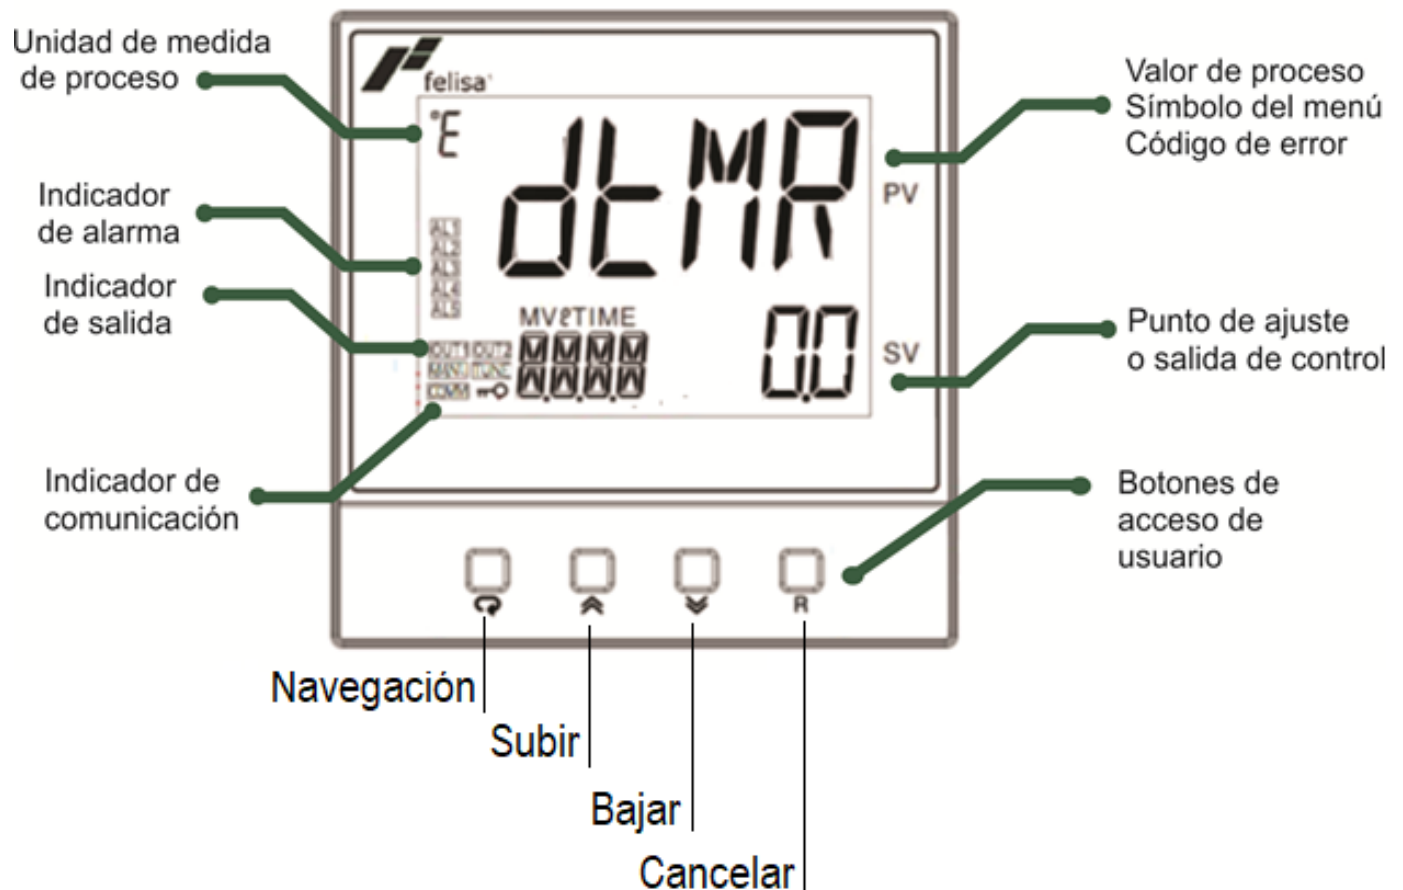 Unidad de medida
de proceso
felisa
Valor de proceso
Símbolo del menú
Código de error
°E
dtMR
PV
Indicador
de alarma
AL1
AL2
AL3
AL4
AL5
Indicador
de salida
MV TIME
OUT1 OUT2
MANU TUNE
COMM
0.0
SV
Punto de ajuste
o salida de control
Indicador de
comunicación
Botones de
acceso de
usuario
R
Navegación
Subir
Bajar
Cancelar